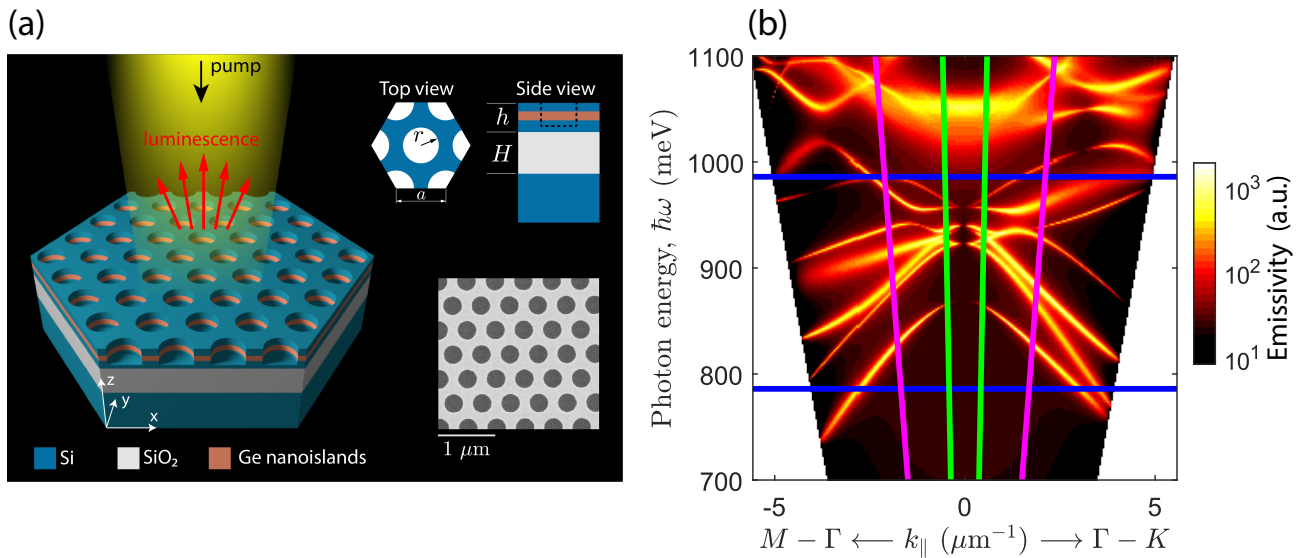 (a)
pump
luminescence
Top view
Side view
r
a
h
H
z
y
x
1 μm
Si
SiO₂
Ge nanoislands
(b)
Photon energy, ℏω (meV)
1100
1000
900
800
700
-5
0
5
M − Γ ⟵ k∥ (μm⁻¹) ⟶ Γ − K
10³
10²
10¹
Emissivity (a.u.)